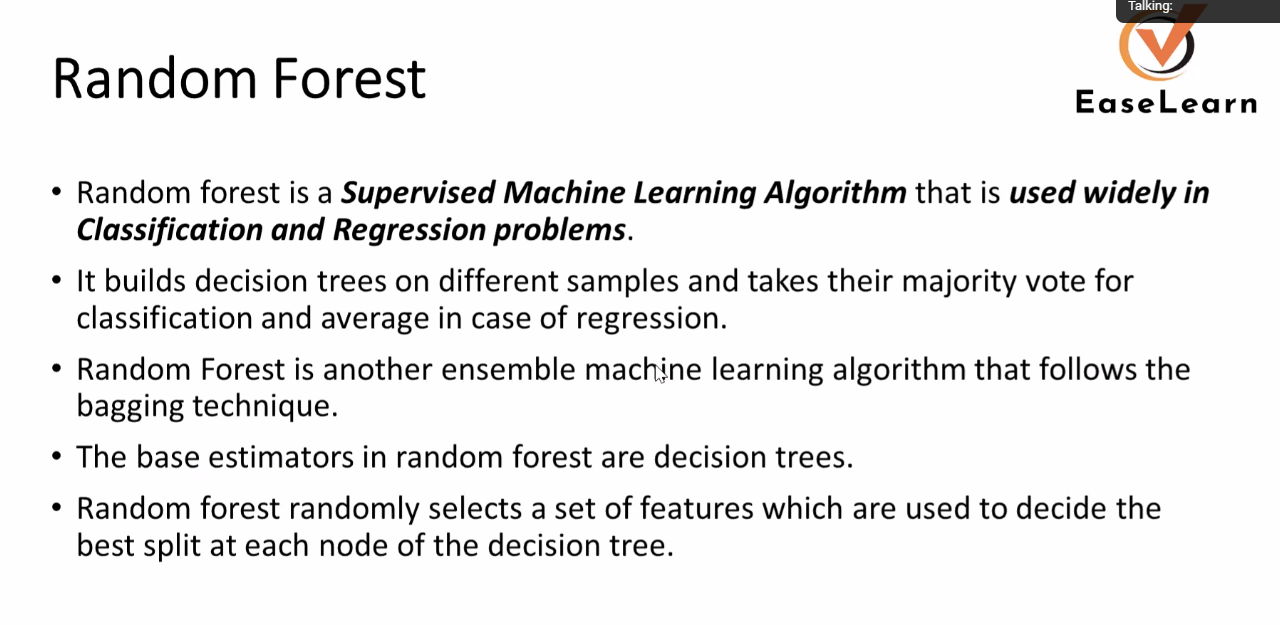 Talking:
EaseLearn
Random Forest
• Random forest is a Supervised Machine Learning Algorithm that is used widely in
Classification and Regression problems.
• It builds decision trees on different samples and takes their majority vote for
classification and average in case of regression.
• Random Forest is another ensemble machine learning algorithm that follows the
bagging technique.
• The base estimators in random forest are decision trees.
• Random forest randomly selects a set of features which are used to decide the
best split at each node of the decision tree.